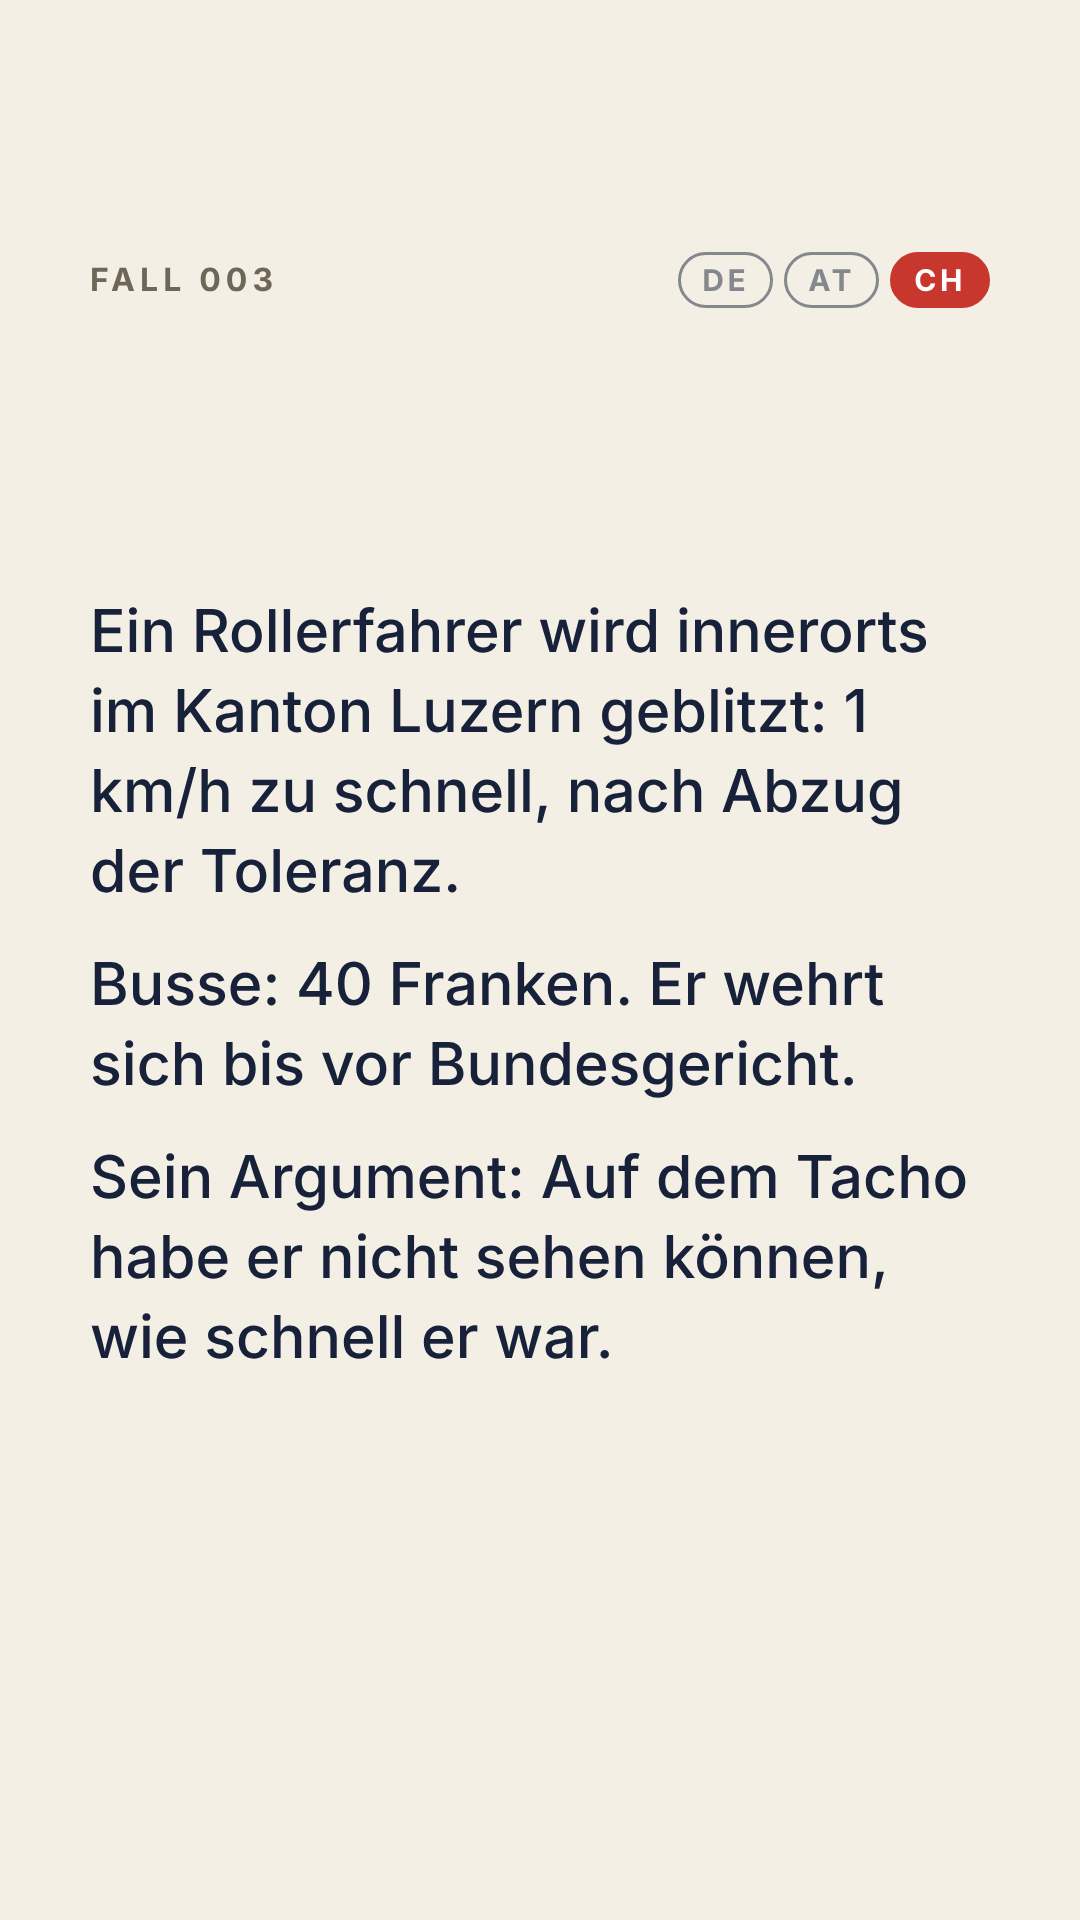 FALL 003
DE AT CH
Ein Rollerfahrer wird innerorts
im Kanton Luzern geblitzt: 1
km/h zu schnell, nach Abzug
der Toleranz.
Busse: 40 Franken. Er wehrt
sich bis vor Bundesgericht.
Sein Argument: Auf dem Tacho
habe er nicht sehen können,
wie schnell er war.